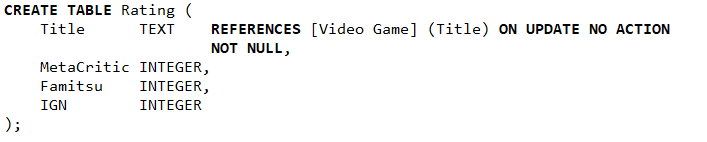 CREATE TABLE Rating (
    Title      TEXT    REFERENCES [Video Game] (Title) ON UPDATE NO ACTION
                       NOT NULL,
    MetaCritic INTEGER,
    Famitsu    INTEGER,
    IGN        INTEGER
);